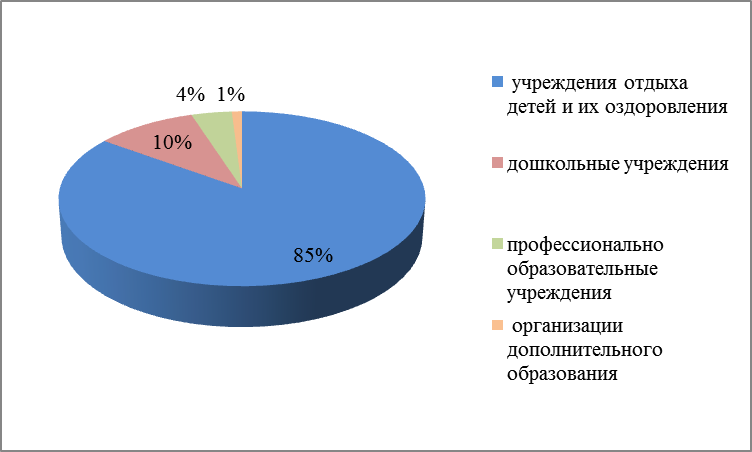 4% 1%
10%
85%
учреждения отдыха
детей и их оздоровления
дошкольные учреждения
профессионально
образовательные
учреждения
организации
дополнительного
образования